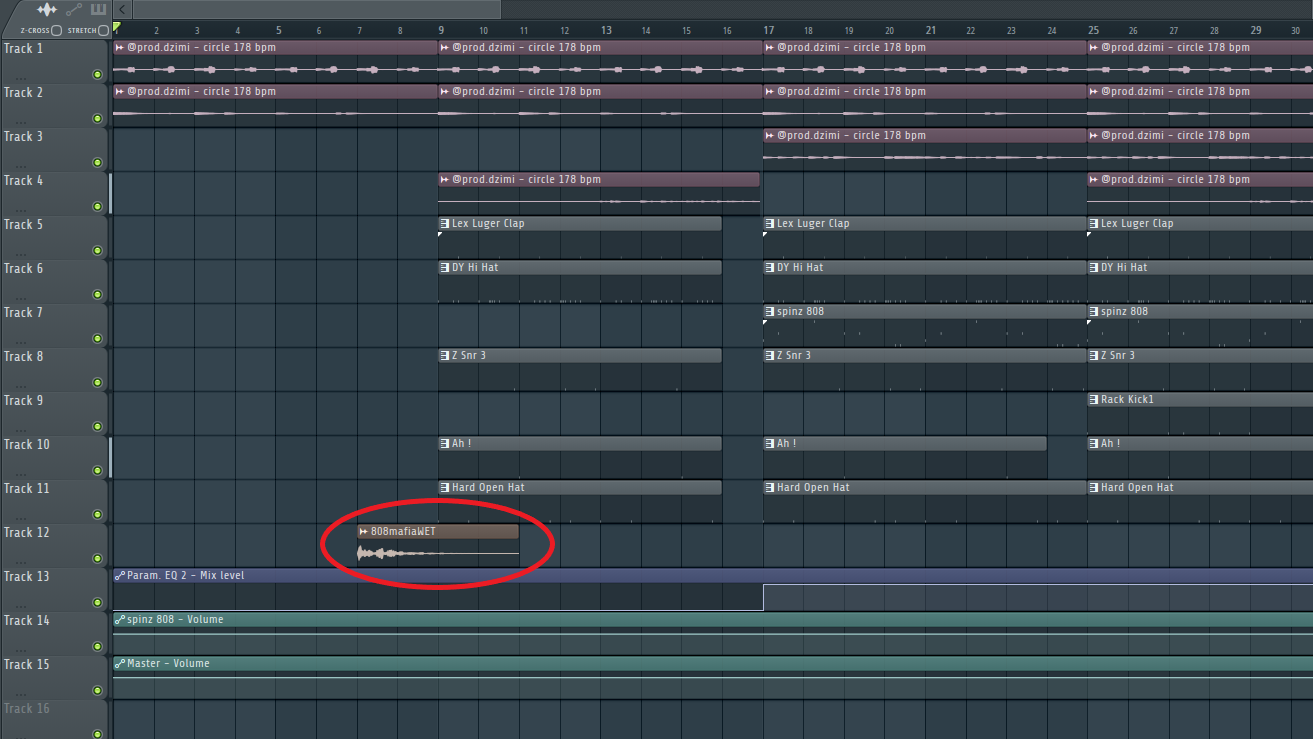 Z-CROSS STRETCH
1 2 3 4 5 6 7 8 9 10 11 12 13 14 15 16 17 18 19 20 21 22 23 24 25 26 27 28 29 30
Track 1 @prod.dzimi - circle 178 bpm @prod.dzimi - circle 178 bpm @prod.dzimi - circle 178 bpm @prod.dzimi - circle 178 bpm
Track 2 @prod.dzimi - circle 178 bpm @prod.dzimi - circle 178 bpm @prod.dzimi - circle 178 bpm @prod.dzimi - circle 178 bpm
Track 3 @prod.dzimi - circle 178 bpm @prod.dzimi - circle 178 bpm
Track 4 @prod.dzimi - circle 178 bpm @prod.dzimi - circle 178 bpm
Track 5 Lex Luger Clap Lex Luger Clap Lex Luger Clap
Track 6 DY Hi Hat DY Hi Hat DY Hi Hat
Track 7 spinz 808 spinz 808
Track 8 Z Snr 3 Z Snr 3 Z Snr 3
Track 9 Rack Kick1
Track 10 Ah ! Ah ! Ah !
Track 11 Hard Open Hat Hard Open Hat Hard Open Hat
Track 12 808mafiaWET
Track 13 Param. EQ 2 - Mix level
Track 14 spinz 808 - Volume
Track 15 Master - Volume
Track 16